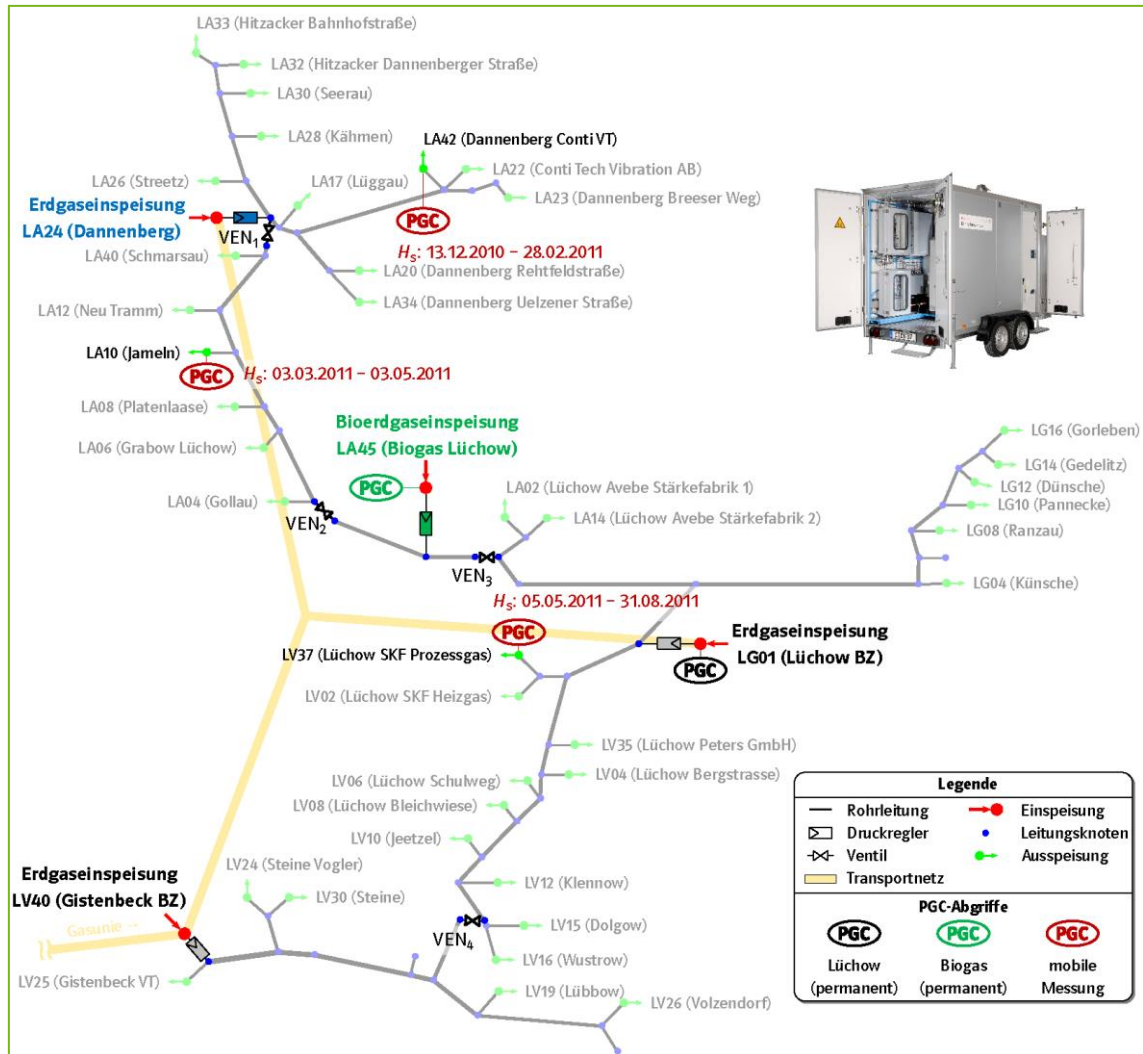 LA33 (Hitzacker Bahnhofstraße)
LA32 (Hitzacker Dannenberger Straße)
LA30 (Seerau)
LA28 (Kähmen)
LA42 (Dannenberg Conti VT)
LA22 (Conti Tech Vibration AB)
LA26 (Streetz)
LA17 (Lüggau)
LA23 (Dannenberg Breeser Weg)
Erdgaseinspeisung
LA24 (Dannenberg)
VEN1
PGC
Hs: 13.12.2010 – 28.02.2011
LA40 (Schmarsau)
LA20 (Dannenberg Rehtfeldstraße)
LA34 (Dannenberg Uelzener Straße)
LA12 (Neu Tramm)
LA10 (Jameln)
PGC
Hs: 03.03.2011 – 03.05.2011
LA08 (Platenlaase)
LA06 (Grabow Lüchow)
Bioerdgaseinspeisung
LA45 (Biogas Lüchow)
PGC
LA04 (Gollau)
VEN2
LA02 (Lüchow Avebe Stärkefabrik 1)
LA14 (Lüchow Avebe Stärkefabrik 2)
VEN3
LG16 (Gorleben)
LG14 (Gedelitz)
LG12 (Dünsche)
LG10 (Pannecke)
LG08 (Ranzau)
LG04 (Künsche)
Hs: 05.05.2011 – 31.08.2011
PGC
LV37 (Lüchow SKF Prozessgas)
LV02 (Lüchow SKF Heizgas)
Erdgaseinspeisung
LG01 (Lüchow BZ)
PGC
LV35 (Lüchow Peters GmbH)
LV04 (Lüchow Bergstrasse)
LV06 (Lüchow Schulweg)
LV08 (Lüchow Bleichwiese)
LV10 (Jeetzel)
LV12 (Klennow)
LV15 (Dolgow)
VEN4
LV16 (Wustrow)
LV24 (Steine Vogler)
LV30 (Steine)
Erdgaseinspeisung
LV40 (Gistenbeck BZ)
Gasunie →
LV25 (Gistenbeck VT)
LV19 (Lübbow)
LV26 (Volzendorf)
Legende
Rohrleitung
Einspeisung
Druckregler
Leitungsknoten
Ventil
Ausspeisung
Transportnetz
PGC-Abgriffe
PGC PGC PGC
Lüchow Biogas mobile
(permanent) (permanent) Messung